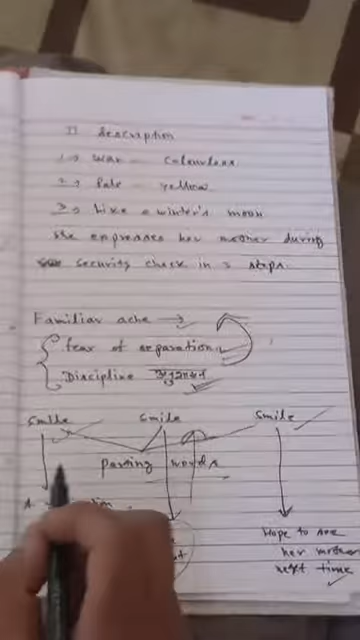 II description
1 → wan - colourless
2 → Pale - yellow
3 → Like a winter's moon
She expresses her mother during
security check in 3 steps.
Familiar ache →
fear of separation
Discipline
smile smile smile
parting words
Hope to see
her mother
next time